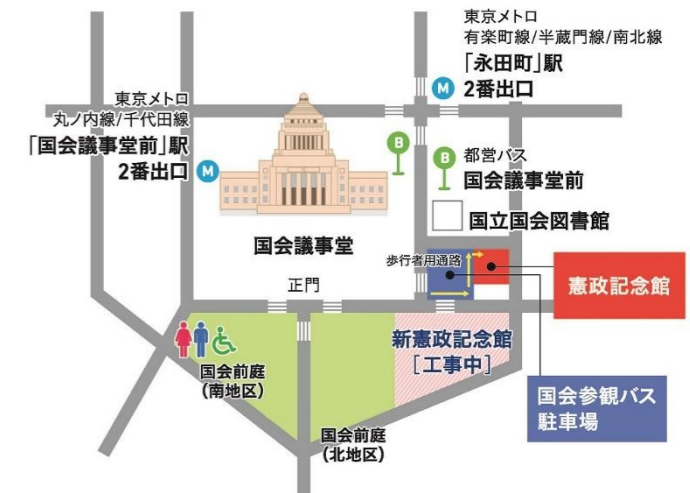 東京メトロ
有楽町線/半蔵門線/南北線
「永田町」駅
M 2番出口
東京メトロ
丸ノ内線/千代田線
「国会議事堂前」駅
2番出口 M
B
B 都営バス
国会議事堂前
国立国会図書館
国会議事堂
歩行者用通路
憲政記念館
正門
新憲政記念館
[工事中]
国会前庭
(南地区)
国会参観バス
駐車場
国会前庭
(北地区)